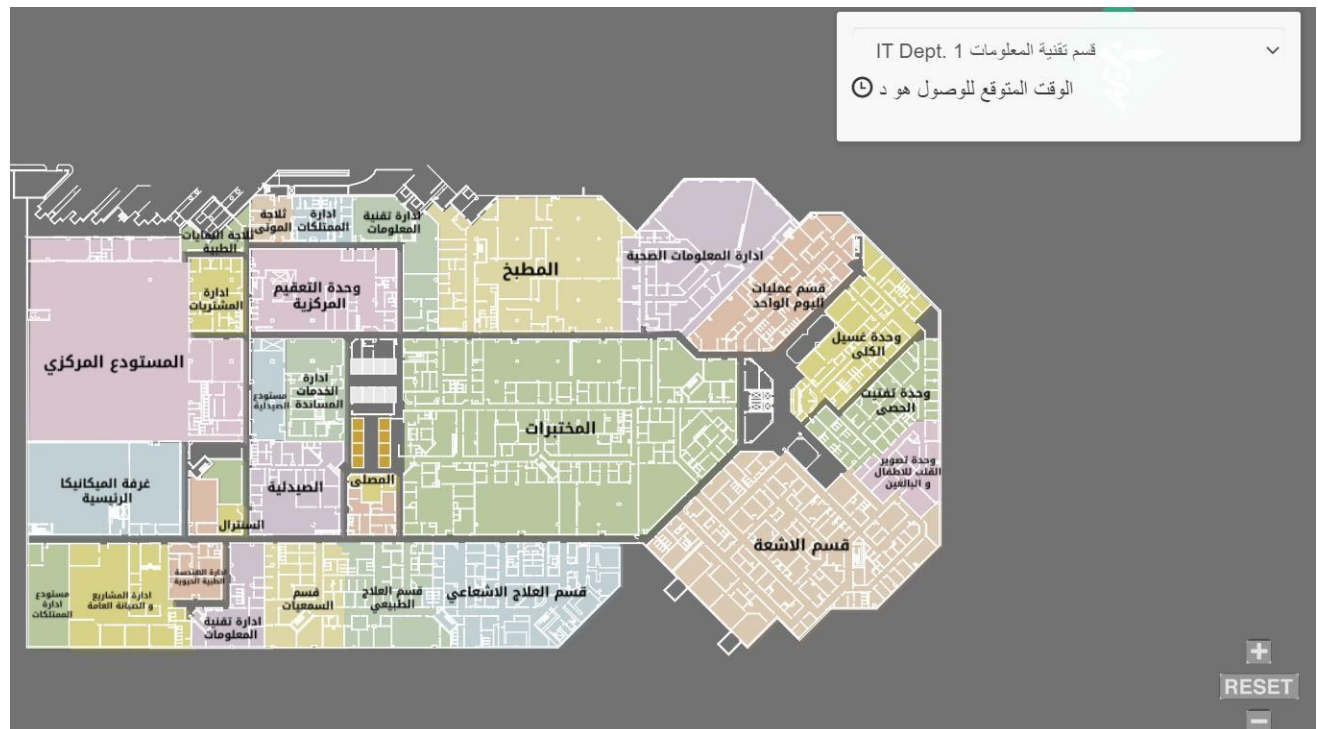 قسم تقنية المعلومات IT Dept. 1
الوقت المتوقع للوصول هو د
ثلاجة
الموتى
ادارة
الممتلكات
ادارة تقنية
المعلومات
ثلاجة النفايات
الطبية
المطبخ
ادارة المعلومات الصحية
قسم عمليات
اليوم الواحد
ادارة
المشتريات
وحدة التعقيم
المركزية
وحدة غسيل
الكلى
المستودع المركزي
مستودع
الصيدلية
ادارة
الخدمات
المساندة
وحدة تفتيت
الحصى
المختبرات
وحدة تصوير
القلب للاطفال
و البالغين
غرفة الميكانيكا
الرئيسية
الصيدلية
المصلى
السنترال
قسم الاشعة
مستودع
ادارة
الممتلكات
ادارة المشاريع
و الصيانة العامة
ادارة الهندسة
الطبية الحيوية
ادارة تقنية
المعلومات
قسم
السمعيات
قسم العلاج
الطبيعي
قسم العلاج الاشعاعي
+
RESET
−